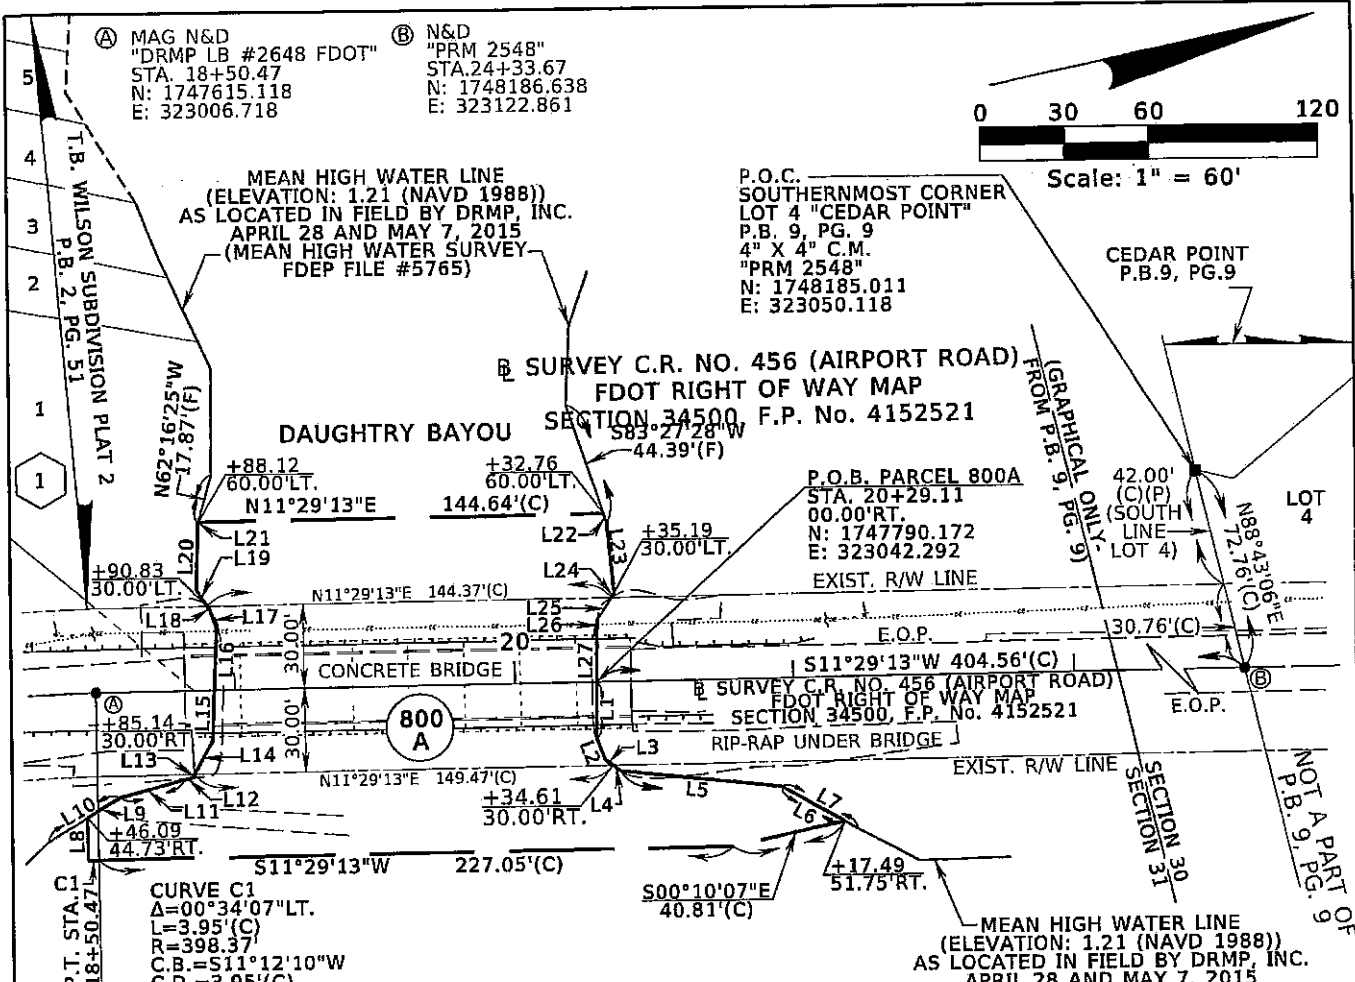 Ⓐ MAG N&D
"DRMP LB #2648 FDOT"
STA. 18+50.47
N: 1747615.118
E: 323006.718
Ⓑ N&D
"PRM 2548"
STA.24+33.67
N: 1748186.638
E: 323122.861
0 30 60 120
Scale: 1" = 60'
5
4
3
2
1
1
T.B. WILSON SUBDIVISION PLAT 2
P.B. 2, PG. 51
MEAN HIGH WATER LINE
(ELEVATION: 1.21 (NAVD 1988))
AS LOCATED IN FIELD BY DRMP, INC.
APRIL 28 AND MAY 7, 2015
(MEAN HIGH WATER SURVEY
FDEP FILE #5765)
P.O.C.
SOUTHERNMOST CORNER
LOT 4 "CEDAR POINT"
P.B. 9, PG. 9
4" X 4" C.M.
"PRM 2548"
N: 1748185.011
E: 323050.118
CEDAR POINT
P.B.9, PG.9
BL SURVEY C.R. NO. 456 (AIRPORT ROAD)
FDOT RIGHT OF WAY MAP
SECTION 34500, F.P. No. 4152521
(GRAPHICAL ONLY-
FROM P.B. 9, PG. 9)
N62°16'25"W
17.87'(F)
DAUGHTRY BAYOU
S83°27'28"W
44.39'(F)
+88.12
60.00'LT.
+32.76
60.00'LT.
N11°29'13"E 144.64'(C)
P.O.B. PARCEL 800A
STA. 20+29.11
00.00'RT.
N: 1747790.172
E: 323042.292
42.00'
(C)(P)
(SOUTH
LINE
LOT 4)
N88°43'06"E
72.76'(C)
LOT
4
L20
L21
L19
L22
L23
+35.19
30.00'LT.
L24
+90.83
30.00'LT.
N11°29'13"E 144.37'(C)
EXIST. R/W LINE
L18
L17
L25
L26
30.00'
20
E.O.P.
30.76'(C)
L16
CONCRETE BRIDGE
L27
S11°29'13"W 404.56'(C)
Ⓐ
Ⓑ
BL SURVEY C.R. NO. 456 (AIRPORT ROAD)
FDOT RIGHT OF WAY MAP
SECTION 34500, F.P. No. 4152521
E.O.P.
L15
L1
800
A
+85.14
30.00'RT
30.00'
L14
L13
L2
L3
RIP-RAP UNDER BRIDGE
N11°29'13"E 149.47'(C)
EXIST. R/W LINE
L12
L11
L10
L9
L8
+34.61
30.00'RT.
L4
L5
L7
L6
+46.09
44.73'RT.
S11°29'13"W 227.05'(C)
SECTION 30
SECTION 31
NOT A PART OF
P.B. 9, PG. 9
+17.49
51.75'RT.
S00°10'07"E
40.81'(C)
C1
P.T. STA.
18+50.47
CURVE C1
Δ=00°34'07"LT.
L=3.95'(C)
R=398.37'
C.B.=S11°12'10"W
C.D.=3.95'(C)
MEAN HIGH WATER LINE
(ELEVATION: 1.21 (NAVD 1988))
AS LOCATED IN FIELD BY DRMP, INC.
APRIL 28 AND MAY 7, 2015